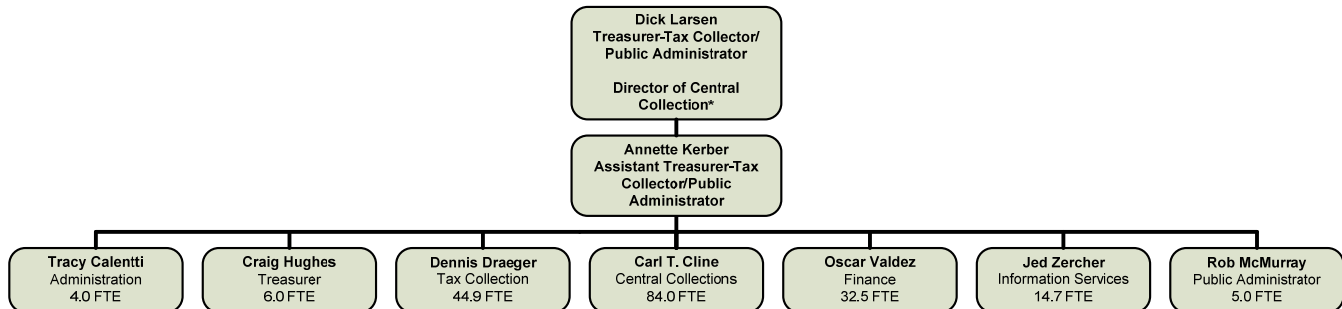 Dick Larsen
Treasurer-Tax Collector/
Public Administrator
Director of Central
Collection*
Annette Kerber
Assistant Treasurer-Tax
Collector/Public
Administrator
Tracy Calentti
Administration
4.0 FTE
Craig Hughes
Treasurer
6.0 FTE
Dennis Draeger
Tax Collection
44.9 FTE
Carl T. Cline
Central Collections
84.0 FTE
Oscar Valdez
Finance
32.5 FTE
Jed Zercher
Information Services
14.7 FTE
Rob McMurray
Public Administrator
5.0 FTE